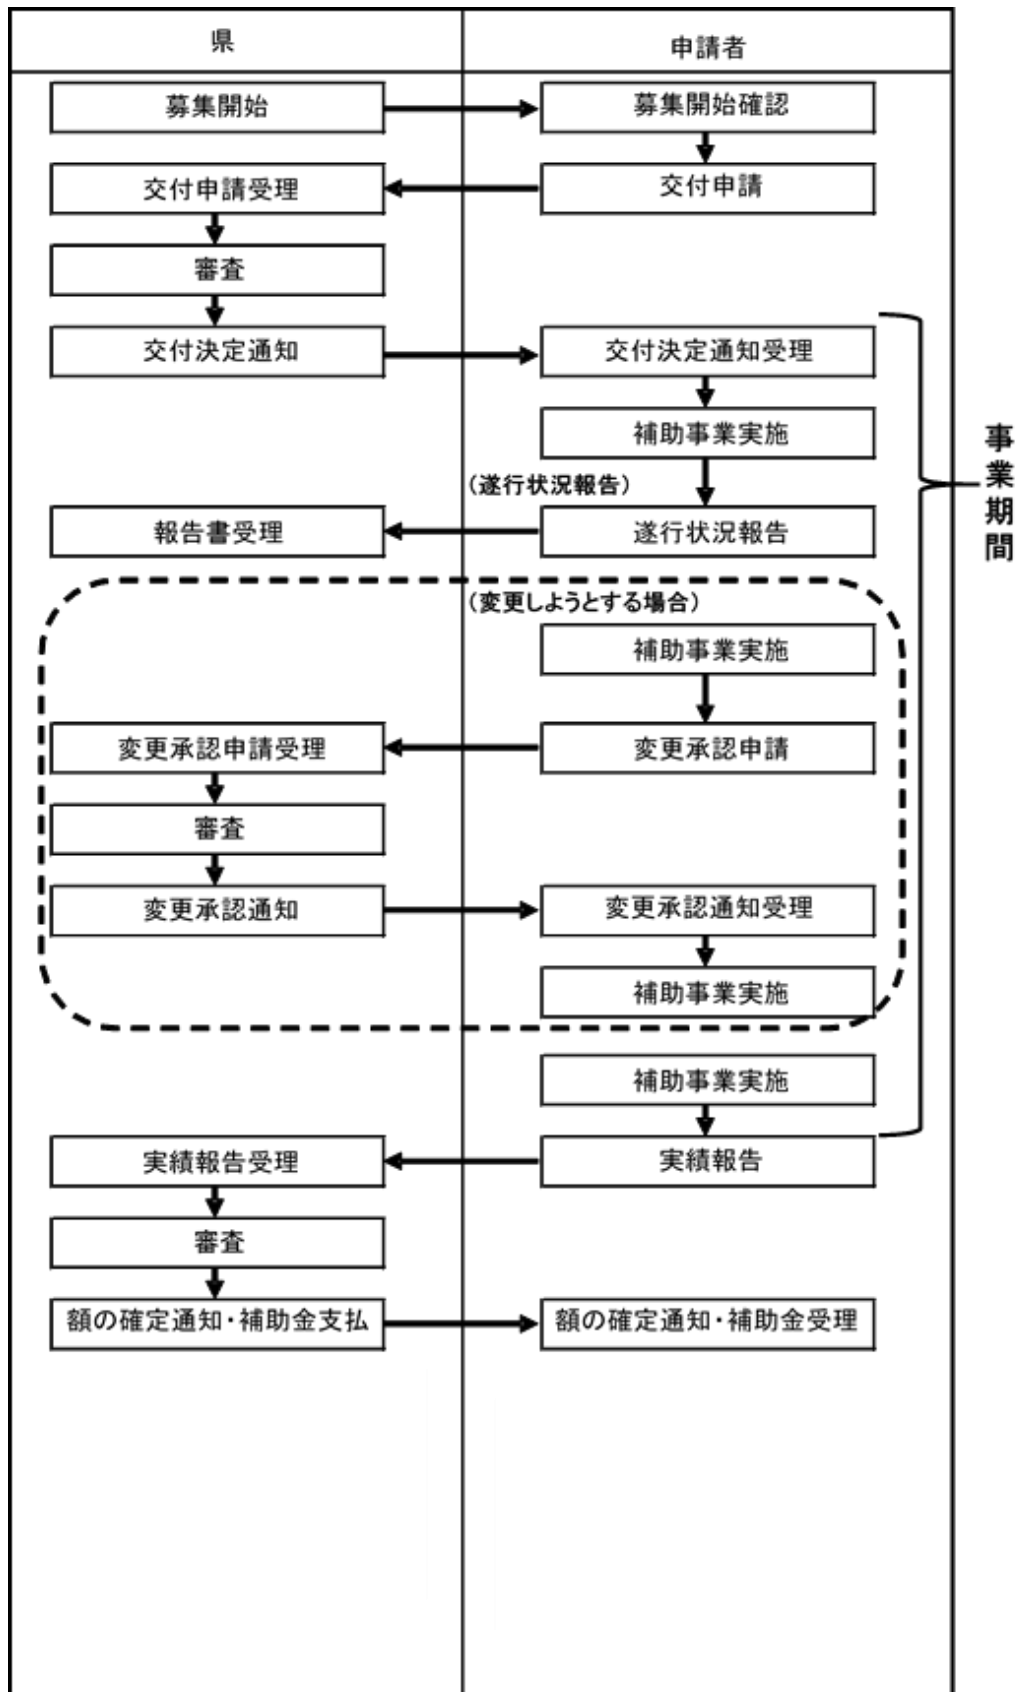 県
申請者
募集開始
募集開始確認
交付申請受理
交付申請
審査
交付決定通知
交付決定通知受理
補助事業実施
(遂行状況報告)
報告書受理
遂行状況報告
事業期間
(変更しようとする場合)
補助事業実施
変更承認申請受理
変更承認申請
審査
変更承認通知
変更承認通知受理
補助事業実施
補助事業実施
実績報告受理
実績報告
審査
額の確定通知・補助金支払
額の確定通知・補助金受理